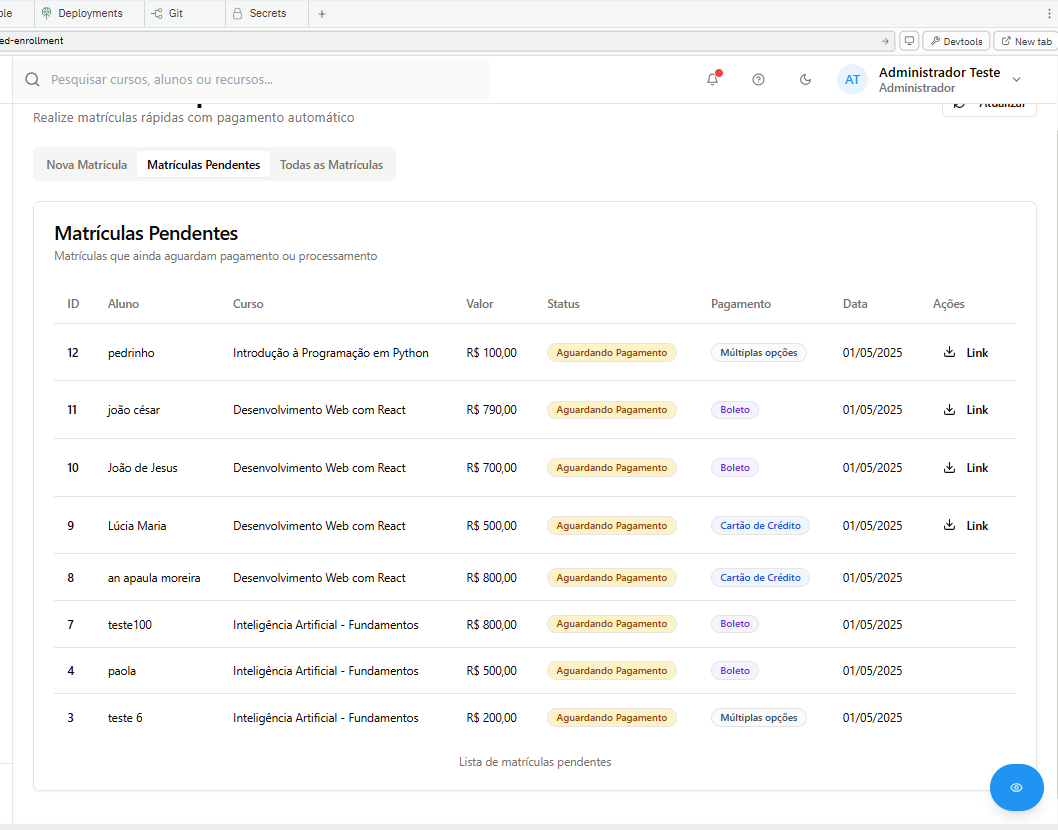 Deployments Git Secrets
ed-enrollment Devtools New tab
Pesquisar cursos, alunos ou recursos... AT Administrador Teste
Administrador
Atualizar
Realize matrículas rápidas com pagamento automático
Nova Matrícula Matrículas Pendentes Todas as Matrículas
Matrículas Pendentes
Matrículas que ainda aguardam pagamento ou processamento
ID Aluno Curso Valor Status Pagamento Data Ações
12 pedrinho Introdução à Programação em Python R$ 100,00 Aguardando Pagamento Múltiplas opções 01/05/2025 Link
11 joão césar Desenvolvimento Web com React R$ 790,00 Aguardando Pagamento Boleto 01/05/2025 Link
10 João de Jesus Desenvolvimento Web com React R$ 700,00 Aguardando Pagamento Boleto 01/05/2025 Link
9 Lúcia Maria Desenvolvimento Web com React R$ 500,00 Aguardando Pagamento Cartão de Crédito 01/05/2025 Link
8 an apaula moreira Desenvolvimento Web com React R$ 800,00 Aguardando Pagamento Cartão de Crédito 01/05/2025
7 teste100 Inteligência Artificial - Fundamentos R$ 800,00 Aguardando Pagamento Boleto 01/05/2025
4 paola Inteligência Artificial - Fundamentos R$ 500,00 Aguardando Pagamento Boleto 01/05/2025
3 teste 6 Inteligência Artificial - Fundamentos R$ 200,00 Aguardando Pagamento Múltiplas opções 01/05/2025
Lista de matrículas pendentes